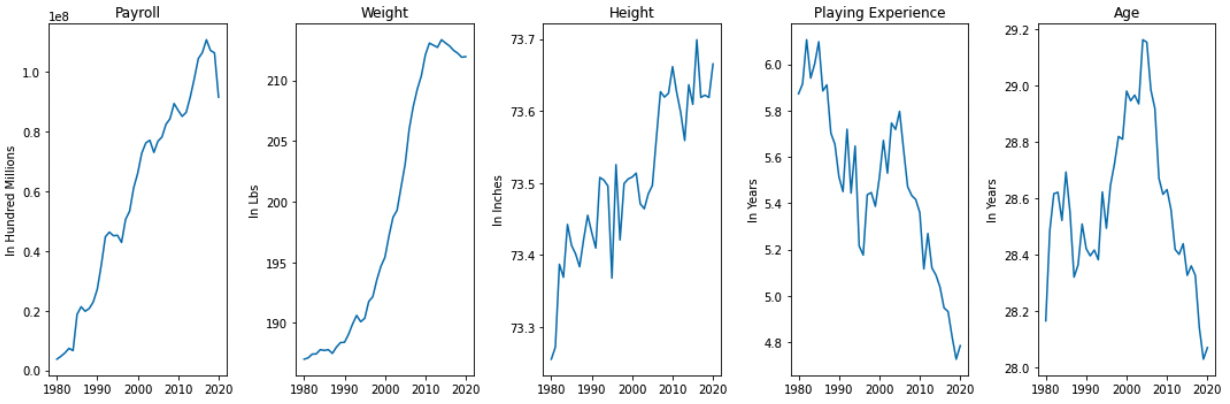 Payroll
1e8
In Hundred Millions
1.0
0.8
0.6
0.4
0.2
0.0
1980 1990 2000 2010 2020
Weight
In Lbs
210
205
200
195
190
1980 1990 2000 2010 2020
Height
In Inches
73.7
73.6
73.5
73.4
73.3
1980 1990 2000 2010 2020
Playing Experience
In Years
6.0
5.8
5.6
5.4
5.2
5.0
4.8
1980 1990 2000 2010 2020
Age
In Years
29.2
29.0
28.8
28.6
28.4
28.2
28.0
1980 1990 2000 2010 2020